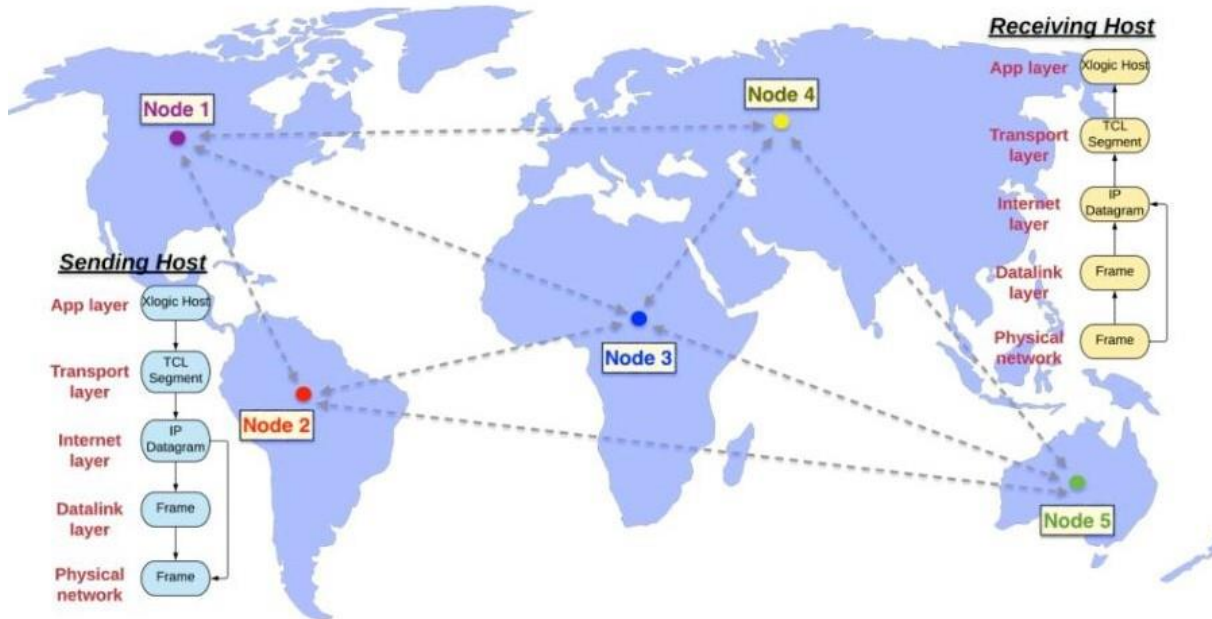 Receiving Host
App layer
Xlogic Host
Transport
layer
TCL
Segment
Internet
layer
IP
Datagram
Datalink
layer
Frame
Physical
network
Frame
Node 1
Node 4
Node 3
Node 2
Node 5
Sending Host
App layer
Xlogic Host
Transport
layer
TCL
Segment
Internet
layer
IP
Datagram
Datalink
layer
Frame
Physical
network
Frame